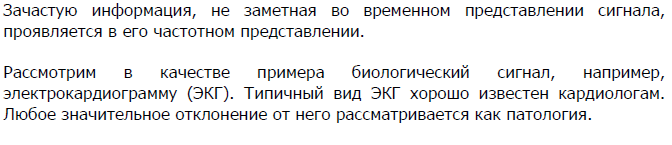 Зачастую информация, не заметная во временном представлении сигнала,
проявляется в его частотном представлении.
Рассмотрим в качестве примера биологический сигнал, например,
электрокардиограмму (ЭКГ). Типичный вид ЭКГ хорошо известен кардиологам.
Любое значительное отклонение от него рассматривается как патология.